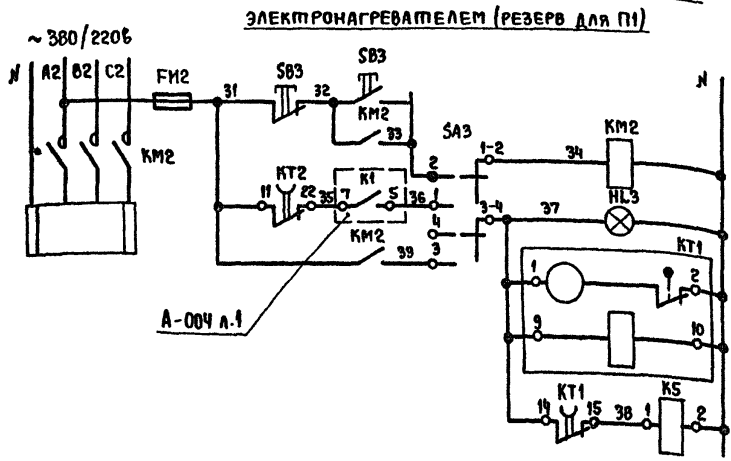 ЭЛЕКТРОНАГРЕВАТЕЛЕМ (РЕЗЕРВ ДЛЯ П1)
~380/220в
N A2 B2 C2
FM2
31
SB3
32
SB3
KM2
33
SA3
N
KM2
2
1-2
34
KM2
11
KT2
22
35
7
K1
5
36
1
3-4
37
HL3
4
KM2
39
3
KT1
1
2
А-004 л.1
9
10
14
KT1
15
38
1
K5
2